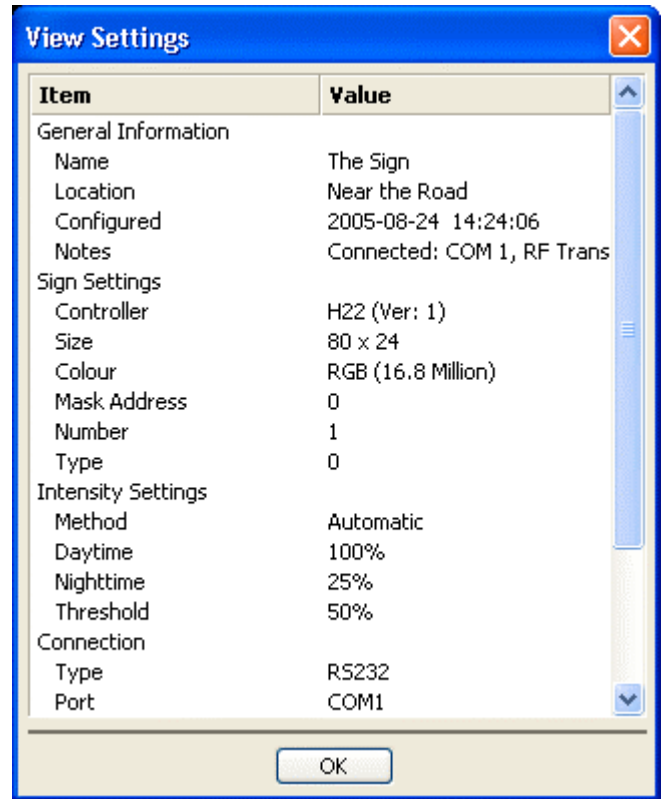 View Settings
Item Value
General Information
Name The Sign
Location Near the Road
Configured 2005-08-24 14:24:06
Notes Connected: COM 1, RF Trans
Sign Settings
Controller H22 (Ver: 1)
Size 80 x 24
Colour RGB (16.8 Million)
Mask Address 0
Number 1
Type 0
Intensity Settings
Method Automatic
Daytime 100%
Nighttime 25%
Threshold 50%
Connection
Type RS232
Port COM1
OK